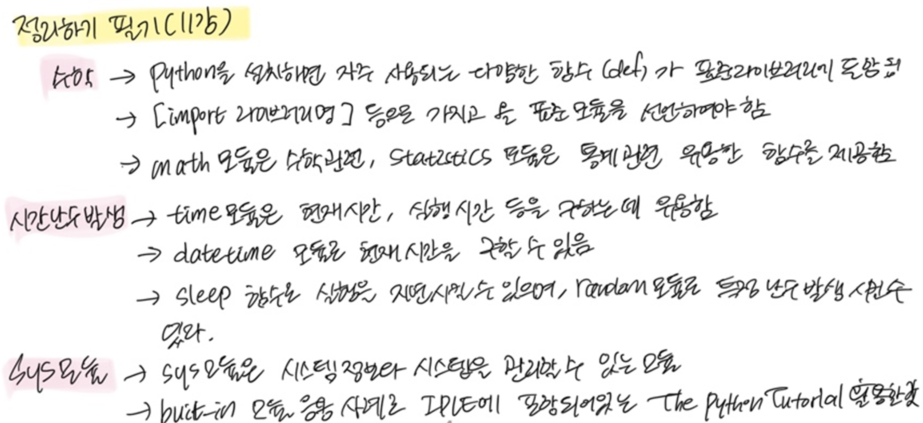 정리하기 필기(11강)
수학 → Python을 설치하면 자주 사용되는 다양한 함수(def)가 표준라이브러리에 포함됨
→ [import 라이브러리명] 등으로 가지고 올 표준모듈을 선언하여야 함
→ math 모듈은 수학관련, Statistics 모듈은 통계관련 유용한 함수를 제공함
시간난수발생 → time모듈은 현재시간, 실행시간 등을 구하는데 유용함
→ datetime 모듈로 현재시간을 구할 수 있음
→ sleep 함수로 실행을 지연시킬 수 있으며, random모듈로 특정난수발생 시킬수
있다.
Sys모듈 → sys모듈은 시스템정보와 시스템을 관리할 수 있는 모듈
→ buit-in 모듈 응용 사례로 IPLE에 포함되어있는 The Python Tutorial 활용한